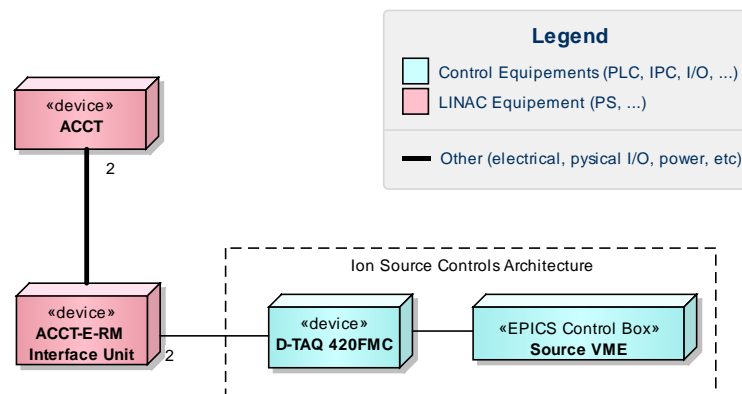 Legend
Control Equipements (PLC, IPC, I/O, ...)
LINAC Equipement (PS, ...)
Other (electrical, pysical I/O, power, etc)
«device»
ACCT
2
Ion Source Controls Architecture
«device»
ACCT-E-RM
Interface Unit
2
«device»
D-TAQ 420FMC
«EPICS Control Box»
Source VME